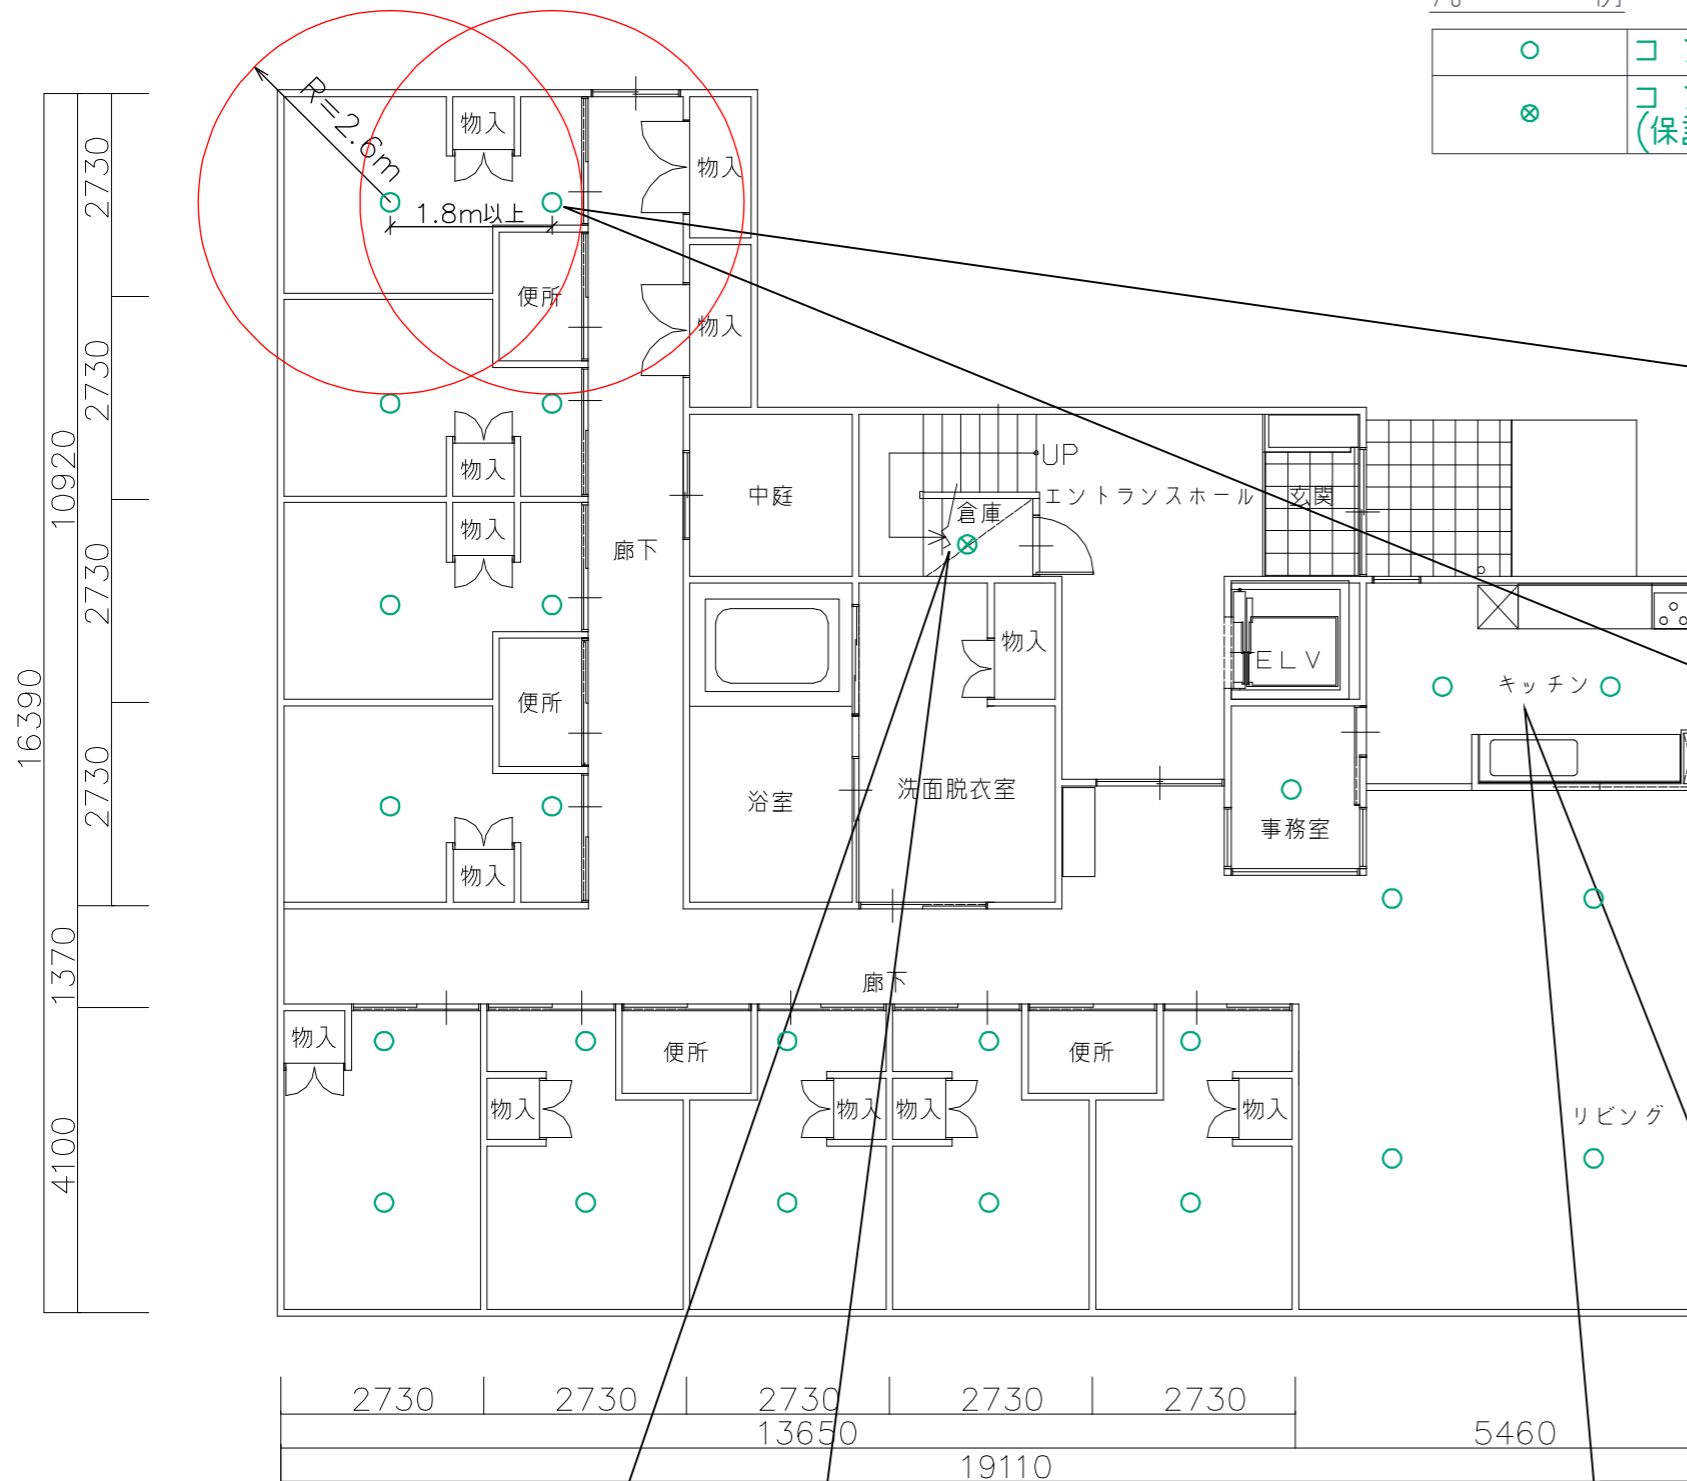 コ
コ
(保
R=2.6m
物入
物入
1.8m以上
便所
物入
2730
2730
2730
2730
10920
1370
4100
16390
物入
物入
中庭
UP
エントランスホール
玄関
倉庫
廊下
便所
物入
ELV
キッチン
浴室
洗面脱衣室
事務室
物入
廊下
物入
便所
便所
物入
物入
物入
物入
リビング
2730
2730
2730
2730
2730
13650
5460
19110